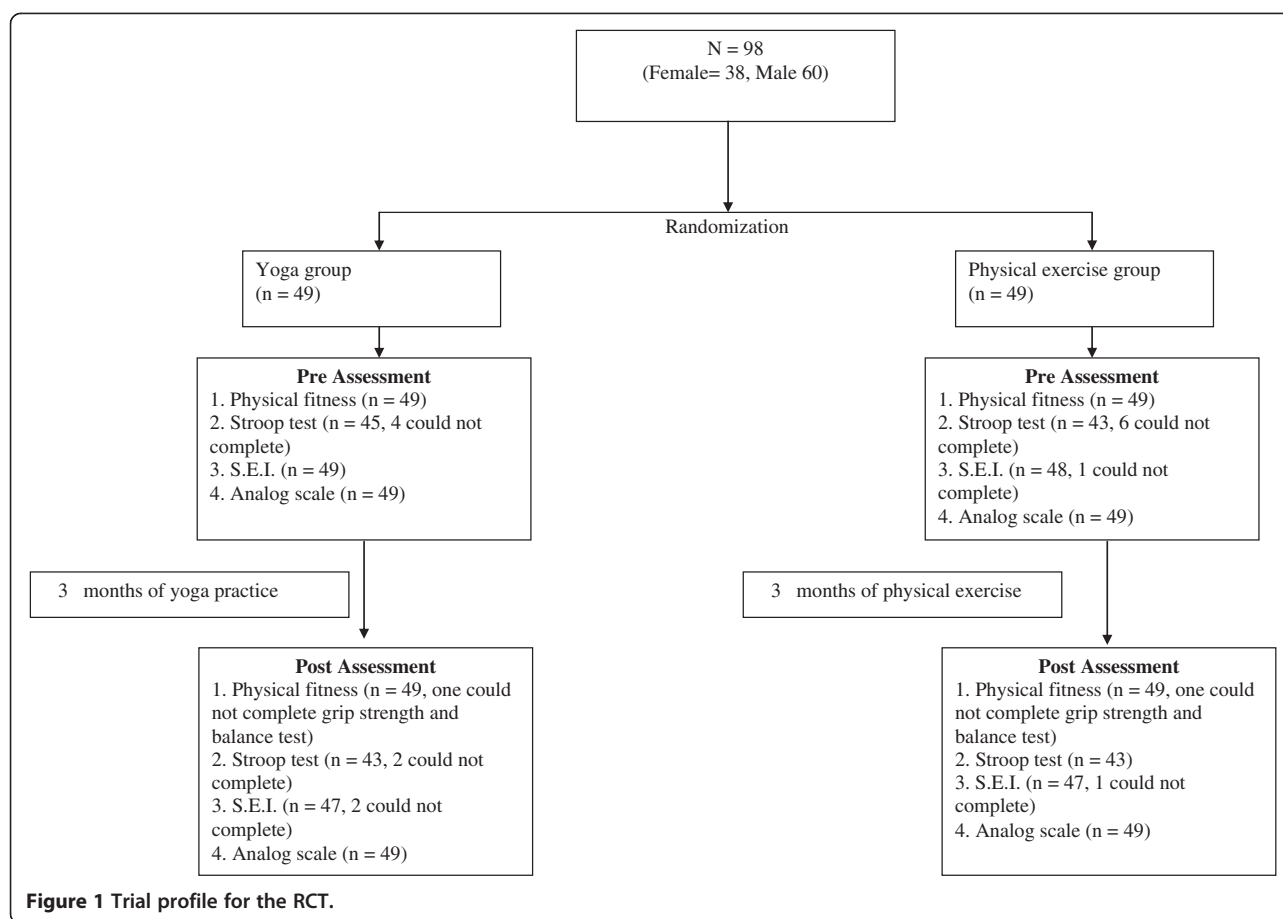 N = 98
(Female= 38, Male 60)
Randomization
Yoga group
(n = 49)
Physical exercise group
(n = 49)
Pre Assessment
1. Physical fitness (n = 49)
2. Stroop test (n = 45, 4 could not
complete)
3. S.E.I. (n = 49)
4. Analog scale (n = 49)
Pre Assessment
1. Physical fitness (n = 49)
2. Stroop test (n = 43, 6 could not
complete)
3. S.E.I. (n = 48, 1 could not
complete)
4. Analog scale (n = 49)
3 months of yoga practice
3 months of physical exercise
Post Assessment
1. Physical fitness (n = 49, one could
not complete grip strength and
balance test)
2. Stroop test (n = 43, 2 could not
complete)
3. S.E.I. (n = 47, 2 could not
complete)
4. Analog scale (n = 49)
Post Assessment
1. Physical fitness (n = 49, one could
not complete grip strength and
balance test)
2. Stroop test (n = 43)
3. S.E.I. (n = 47, 1 could not
complete)
4. Analog scale (n = 49)
Figure 1 Trial profile for the RCT.